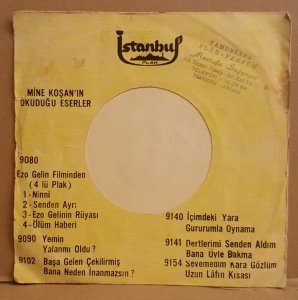 İstanbul
PLAK
MİNE KOŞAN'IN
OKUDUĞU ESERLER
9080
Ezo Gelin Filminden
(4 lü Plak)
1 - Ninni
2 - Senden Ayrı
3 - Ezo Gelinin Rüyası
4 - Ölüm Haberi
9090 Yemin
Yalanmı Oldu?
9102 Başa Gelen Çekilirmiş
Bana Neden İnanmazsın?
9140 İçimdeki Yara
Gururumla Oynama
9141 Dertlerimi Senden Aldım
Bana Öyle Bakma
9154 Sevemedim Kara Gözlüm
Uzun Lâfın Kısası